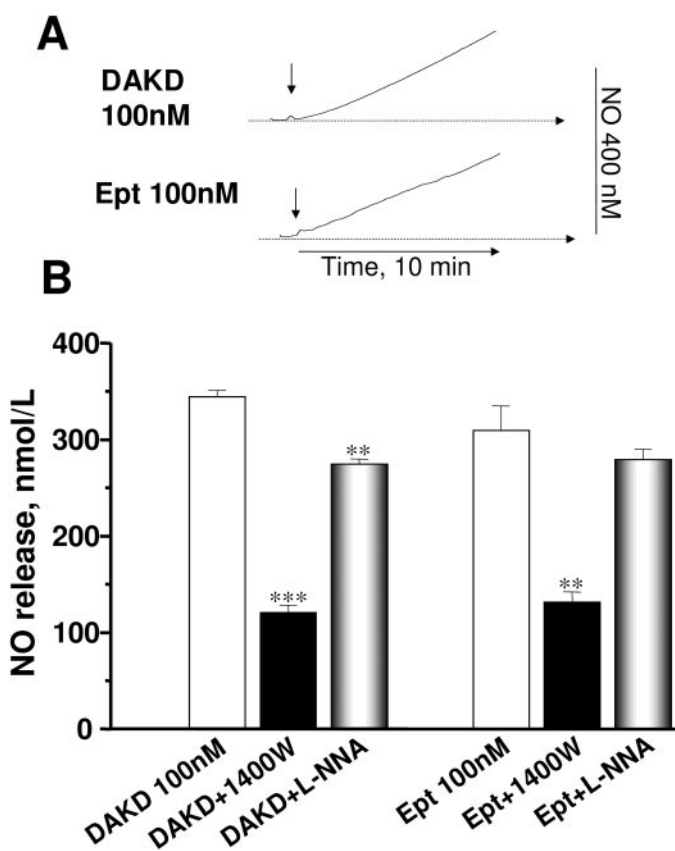 A
DAKD
100nM
Ept 100nM
NO 400 nM
Time, 10 min
B
NO release, nmol/L
400
300
200
100
0
**
***
**
DAKD 100nM
DAKD+1400W
DAKD+L-NNA
Ept 100nM
Ept+1400W
Ept+L-NNA